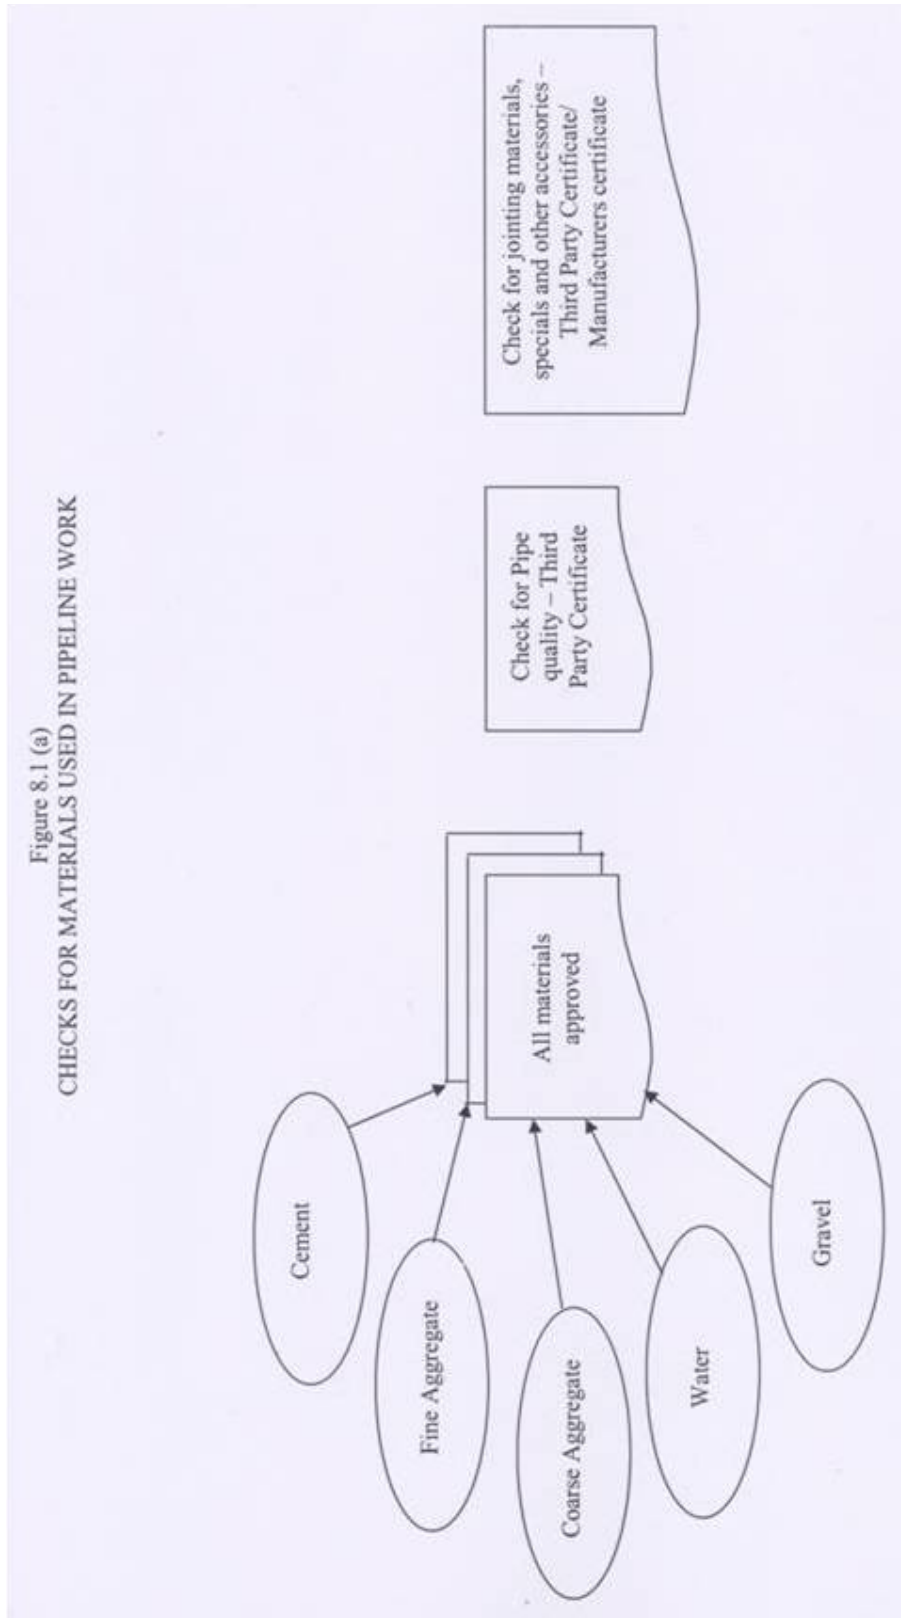 Figure 8.1 (a)
CHECKS FOR MATERIALS USED IN PIPELINE WORK
Cement
Fine Aggregate
Coarse Aggregate
Water
Gravel
All materials
approved
Check for Pipe
quality – Third
Party Certificate
Check for jointing materials,
specials and other accessories –
Third Party Certificate/
Manufacturers certificate